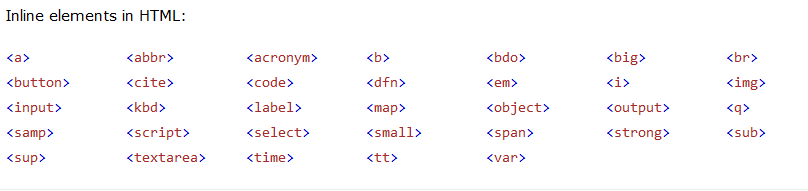 Inline elements in HTML:
<a> <abbr> <acronym> <b> <bdo> <big> <br>
<button> <cite> <code> <dfn> <em> <i> <img>
<input> <kbd> <label> <map> <object> <output> <q>
<samp> <script> <select> <small> <span> <strong> <sub>
<sup> <textarea> <time> <tt> <var>